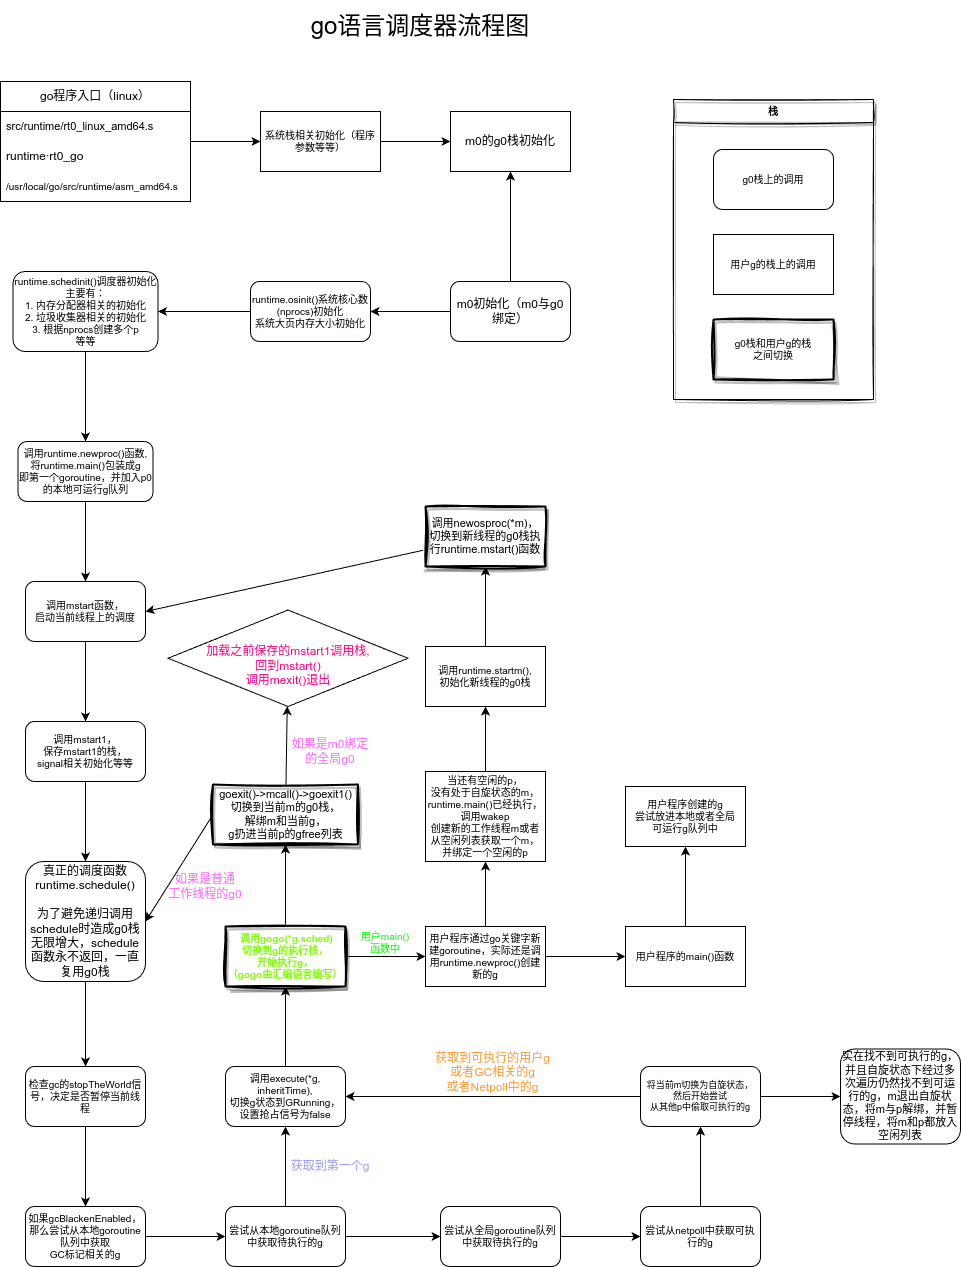 go语言调度器流程图
go程序入口（linux）
src/runtime/rt0_linux_amd64.s
runtime·rt0_go
/usr/local/go/src/runtime/asm_amd64.s
系统栈相关初始化（程序
参数等等）
m0的g0栈初始化
栈
g0栈上的调用
用户g的栈上的调用
g0栈和用户g的栈
之间切换
runtime.schedinit()调度器初始化
主要有：
1. 内存分配器相关的初始化
2. 垃圾收集器相关的初始化
3. 根据nprocs创建多个p
等等
runtime.osinit()系统核心数
(nprocs)初始化
系统大页内存大小初始化
m0初始化（m0与g0
绑定）
调用runtime.newproc()函数,
将runtime.main()包装成g
即第一个goroutine，并加入p0
的本地可运行g队列
调用newosproc(*m)，
切换到新线程的g0栈执
行runtime.mstart()函数
调用mstart函数，
启动当前线程上的调度
加载之前保存的mstart1调用栈,
回到mstart()
调用mexit()退出
调用runtime.startm(),
初始化新线程的g0栈
调用mstart1，
保存mstart1的栈，
signal相关初始化等等
如果是m0绑定
的全局g0
goexit()->mcall()->goexit1()
切换到当前m的g0栈，
解绑m和当前g，
g扔进当前p的gfree列表
当还有空闲的p，
没有处于自旋状态的m，
runtime.main()已经执行，
调用wakep
创建新的工作线程m或者
从空闲列表获取一个m，
并绑定一个空闲的p
用户程序创建的g
尝试放进本地或者全局
可运行g队列中
真正的调度函数
runtime.schedule()
为了避免递归调用
schedule时造成g0栈
无限增大，schedule
函数永不返回，一直
复用g0栈
如果是普通
工作线程的g0
调用gogo(*g.sched)
切换到g的执行栈，
开始执行g，
（gogo由汇编语言编写）
用户main()
函数中
用户程序通过go关键字新
建goroutine，实际还是调
用runtime.newproc()创建
新的g
用户程序的main()函数
检查gc的stopTheWorld信
号，决定是否暂停当前线
程
调用execute(*g,
inheritTime),
切换g状态到GRunning，
设置抢占信号为false
获取到可执行的用户g
或者GC相关的g
或者Netpoll中的g
将当前m切换为自旋状态，
然后开始尝试
从其他p中偷取可执行的g
实在找不到可执行的g，
并且自旋状态下经过多
次遍历仍然找不到可运
行的g，m退出自旋状
态，将m与p解绑，并暂
停线程，将m和p都放入
空闲列表
获取到第一个g
如果gcBlackenEnabled，
那么尝试从本地goroutine
队列中获取
GC标记相关的g
尝试从本地goroutine队列
中获取待执行的g
尝试从全局goroutine队列
中获取待执行的g
尝试从netpoll中获取可执
行的g